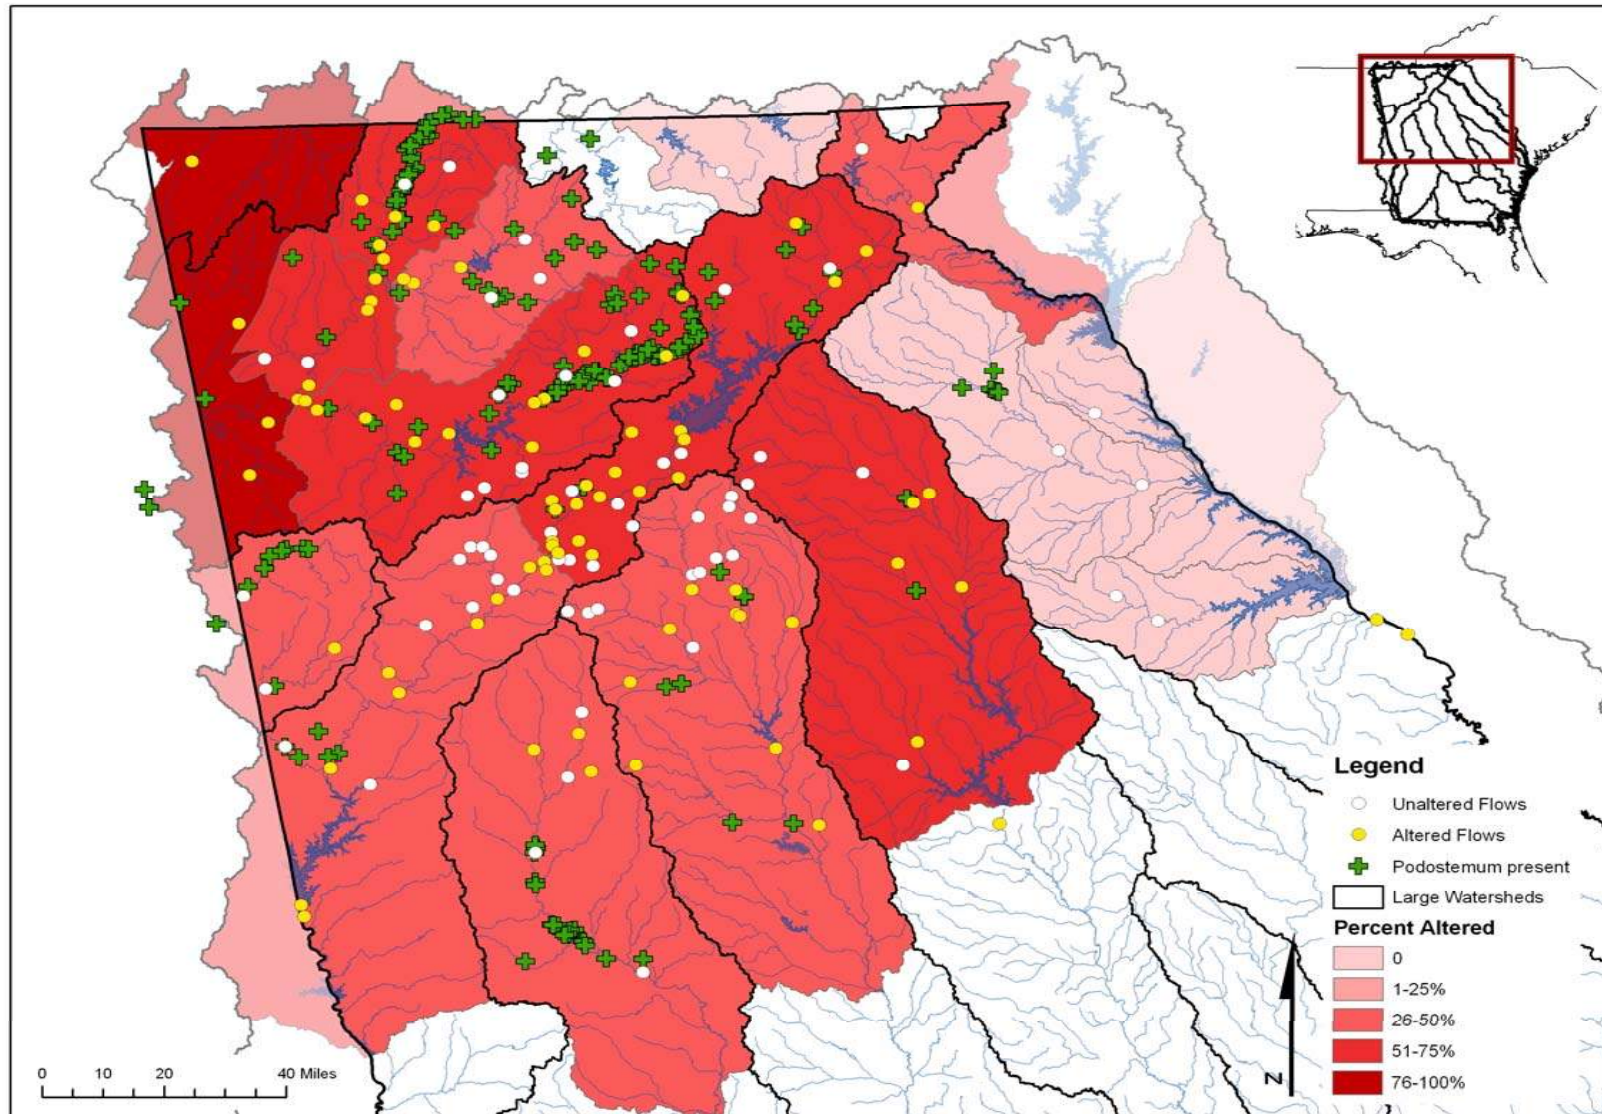 Legend
Unaltered Flows
Altered Flows
Podostemum present
Large Watersheds
Percent Altered
0
1-25%
26-50%
51-75%
76-100%
0 10 20 40 Miles
N